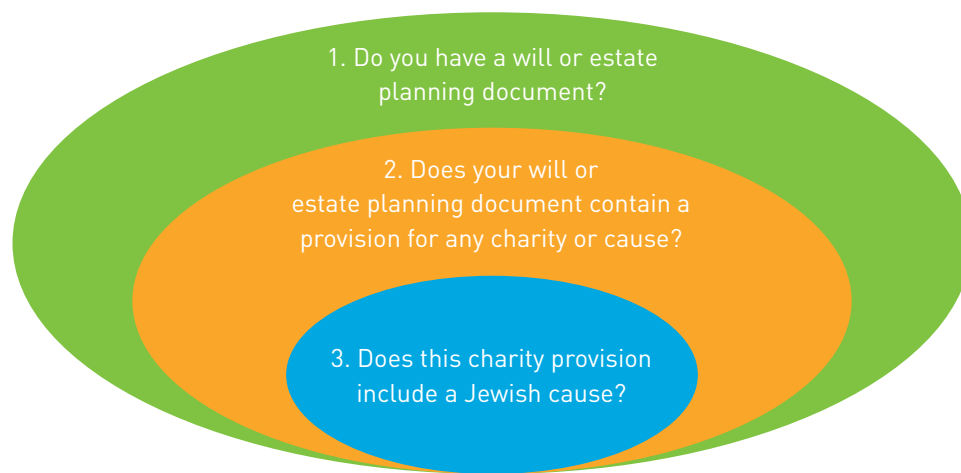 1. Do you have a will or estate
planning document?
2. Does your will or
estate planning document contain a
provision for any charity or cause?
3. Does this charity provision
include a Jewish cause?